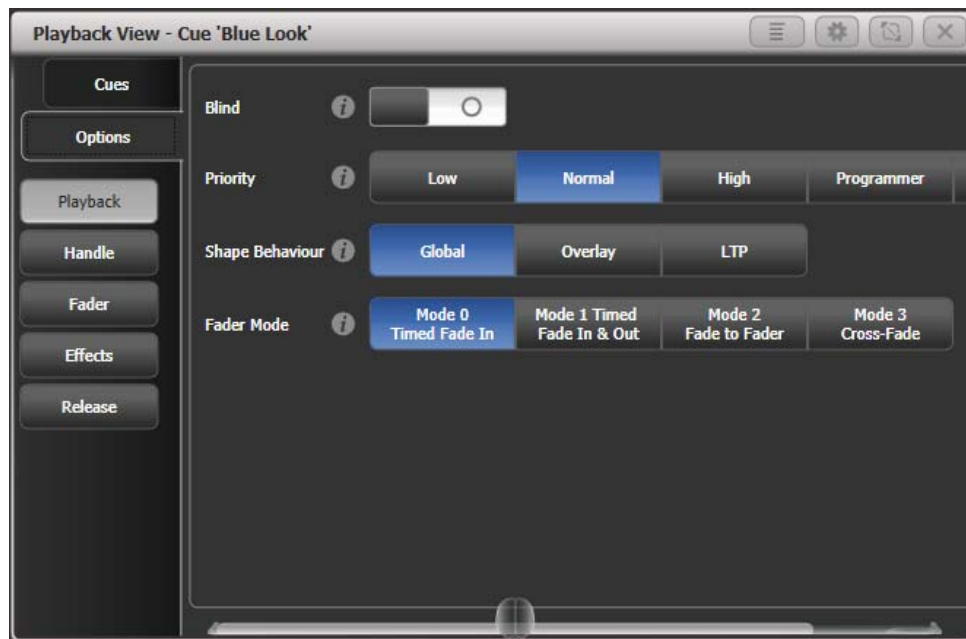 Playback View - Cue 'Blue Look'
Cues
Options
Playback
Handle
Fader
Effects
Release
Blind
Priority
Low
Normal
High
Programmer
Shape Behaviour
Global
Overlay
LTP
Fader Mode
Mode 0
Timed Fade In
Mode 1 Timed
Fade In & Out
Mode 2
Fade to Fader
Mode 3
Cross-Fade